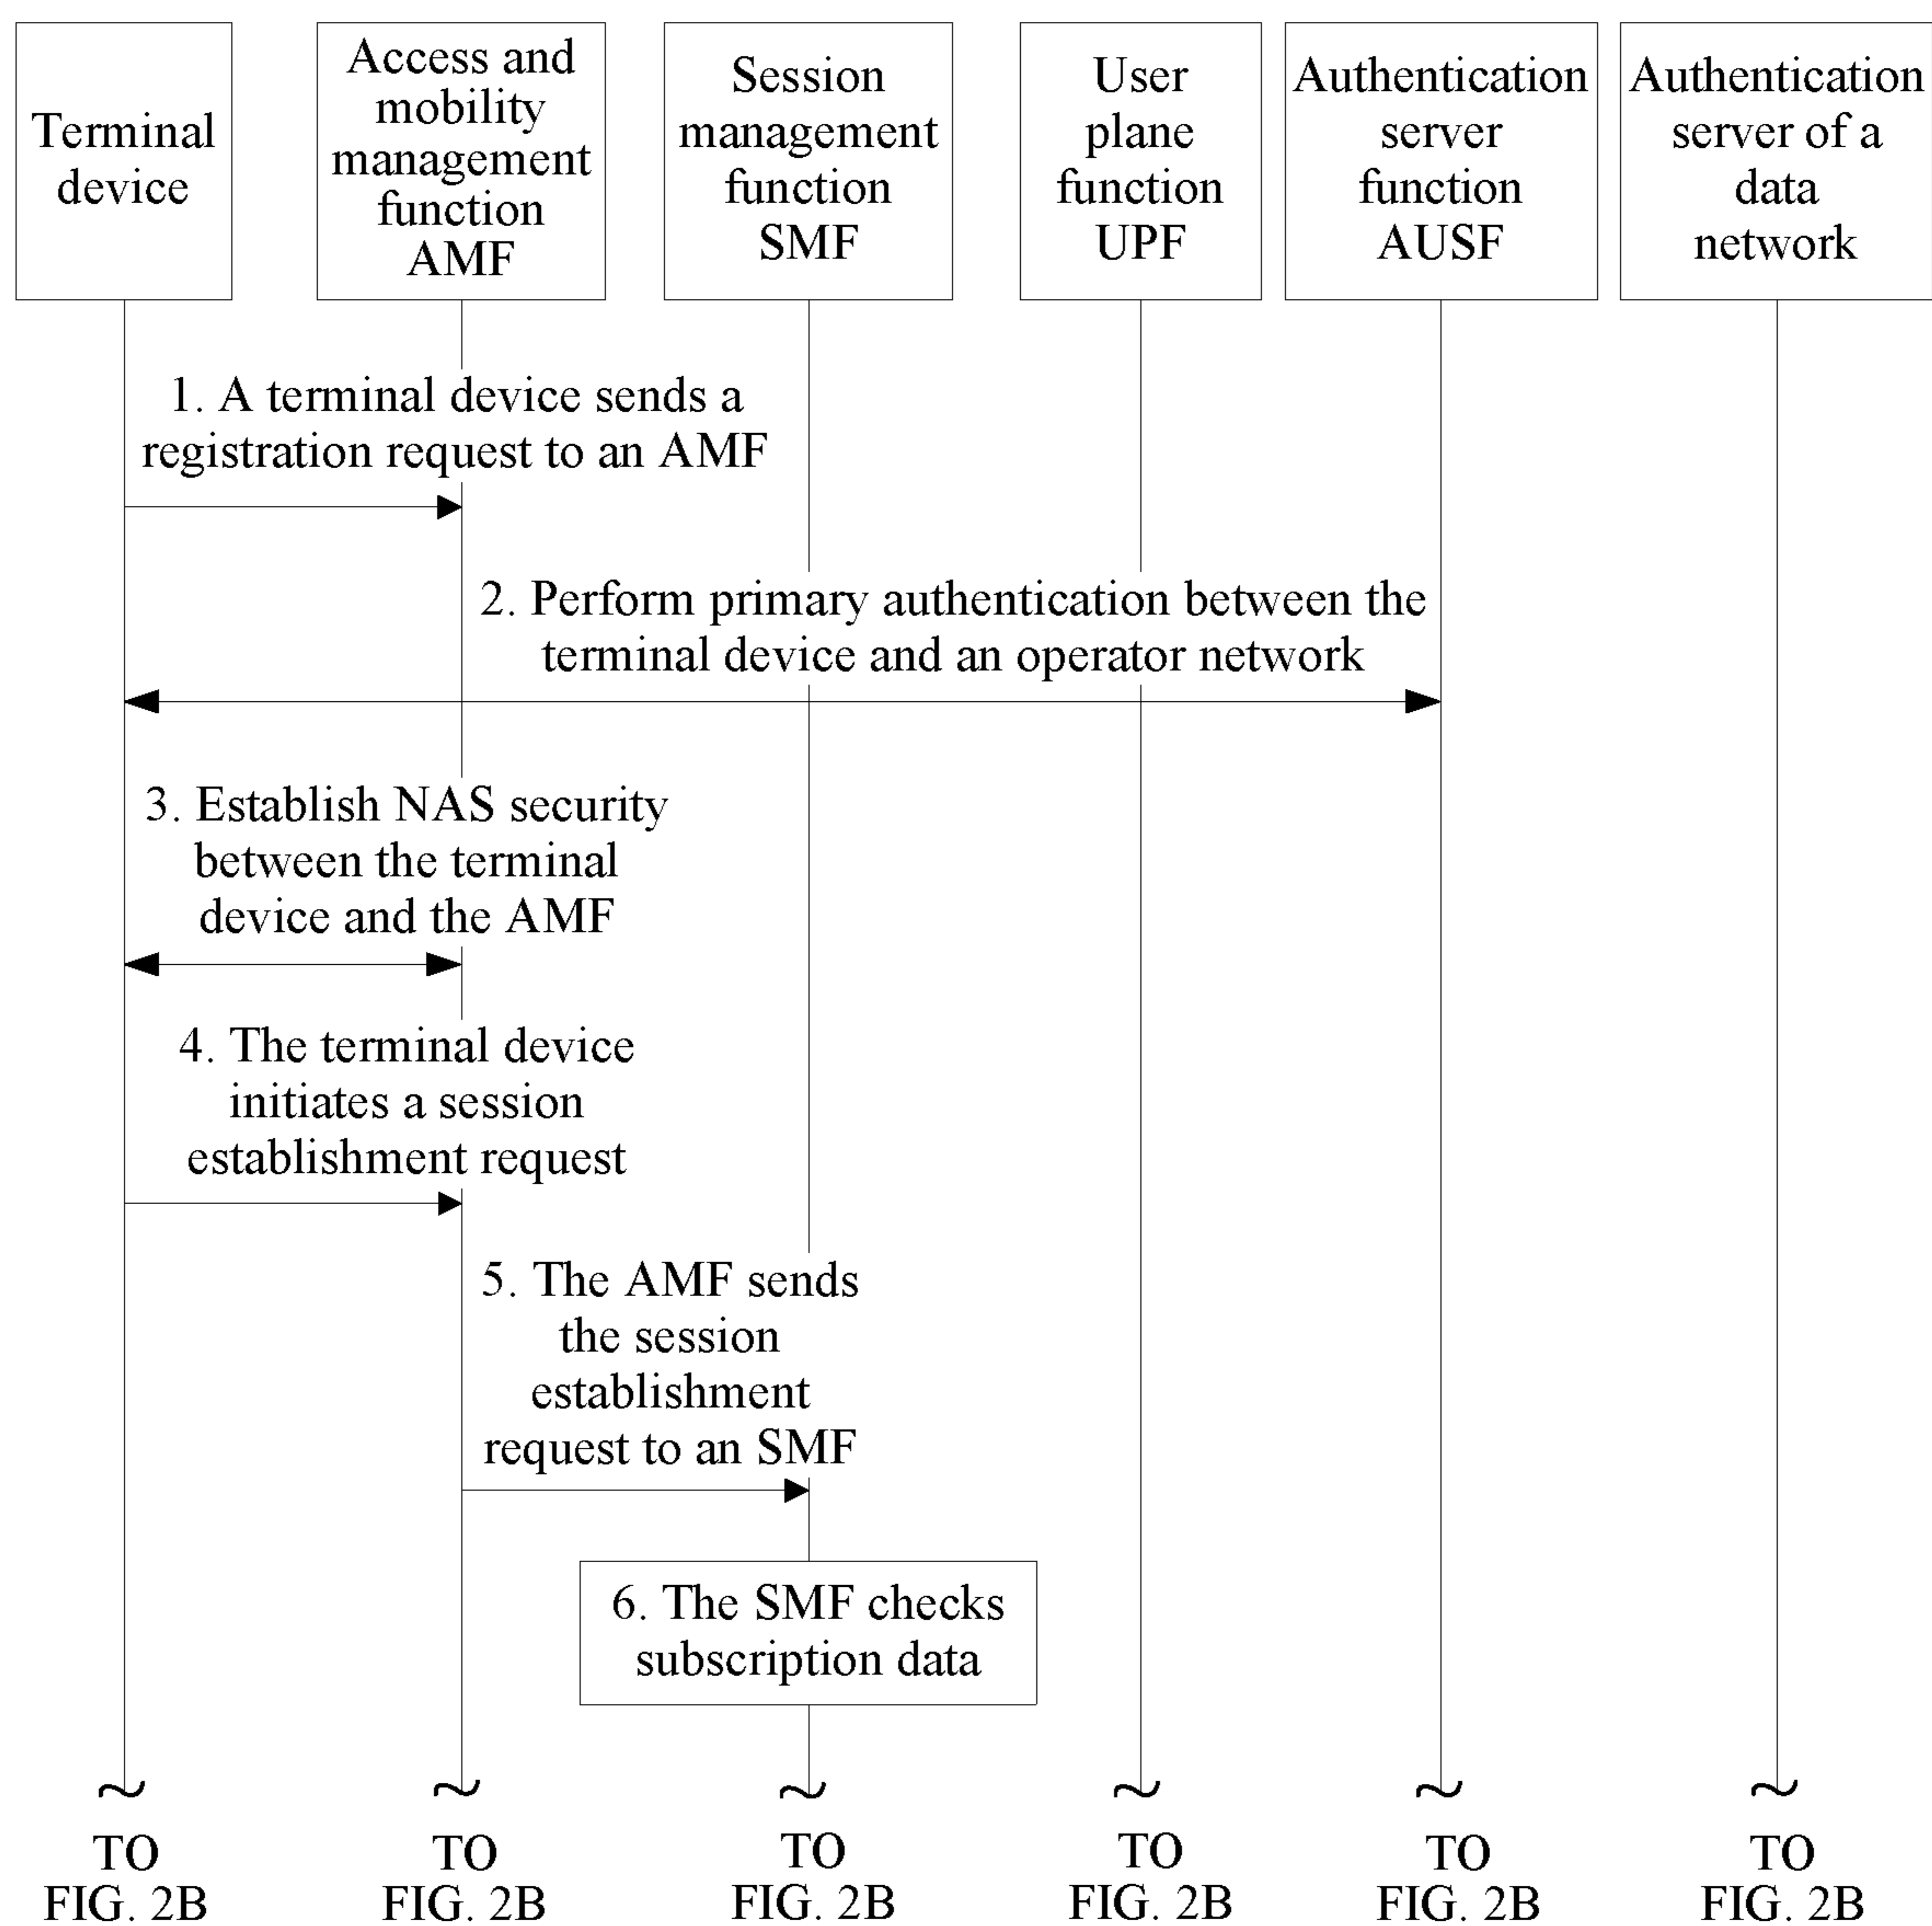 Terminal
device
Access and
mobility
management
function
AMF
Session
management
function
SMF
User
plane
function
UPF
Authentication
server
function
AUSF
Authentication
server of a
data
network
1. A terminal device sends a
registration request to an AMF
2. Perform primary authentication between the
terminal device and an operator network
3. Establish NAS security
between the terminal
device and the AMF
4. The terminal device
initiates a session
establishment request
5. The AMF sends
the session
establishment
request to an SMF
6. The SMF checks
subscription data
TO
FIG. 2B
TO
FIG. 2B
TO
FIG. 2B
TO
FIG. 2B
TO
FIG. 2B
TO
FIG. 2B